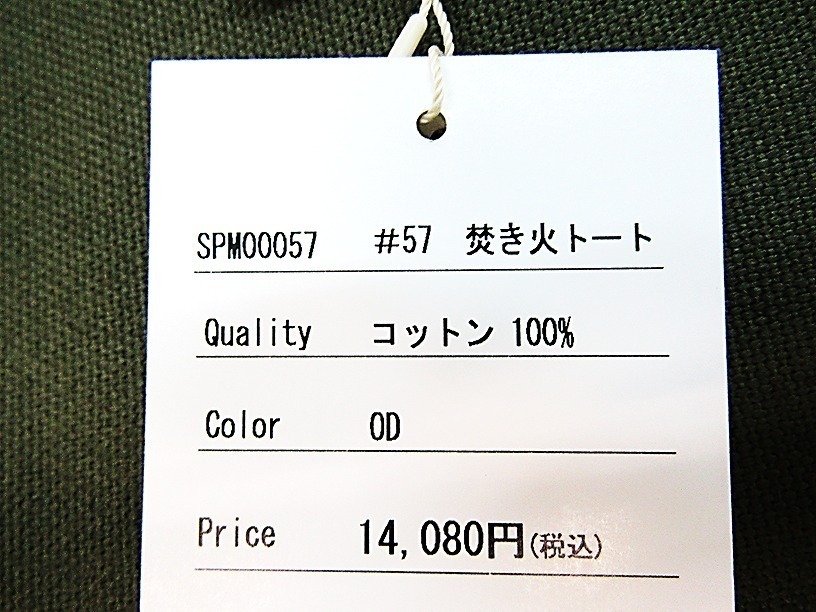 SPM00057 #57 焚き火トート
Quality コットン 100%
Color OD
Price 14,080円(税込)